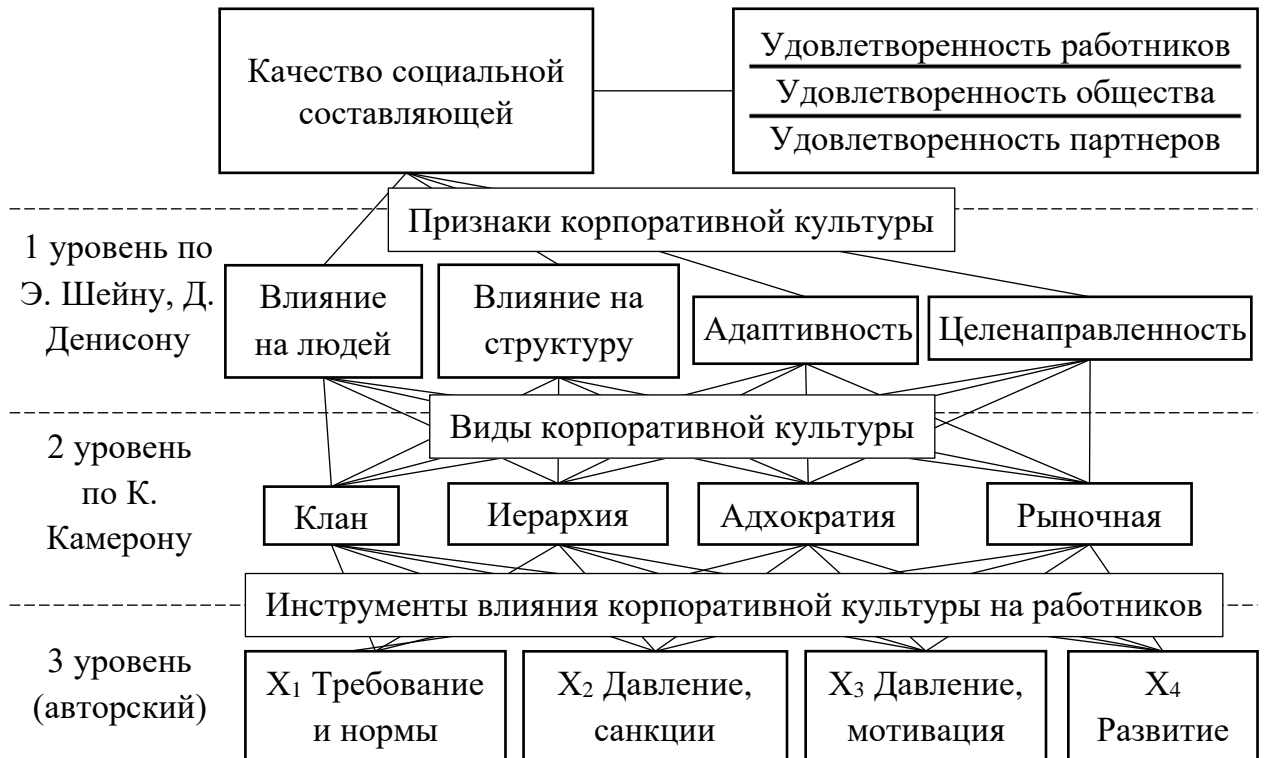 Качество социальной
составляющей
Удовлетворенность работников
Удовлетворенность общества
Удовлетворенность партнеров
Признаки корпоративной культуры
1 уровень по
Э. Шейну, Д.
Денисону
Влияние
на людей
Влияние на
структуру
Адаптивность
Целенаправленность
Виды корпоративной культуры
2 уровень
по К.
Камерону
Клан
Иерархия
Адхократия
Рыночная
Инструменты влияния корпоративной культуры на работников
3 уровень
(авторский)
X₁ Требование
и нормы
X₂ Давление,
санкции
X₃ Давление,
мотивация
X₄
Развитие